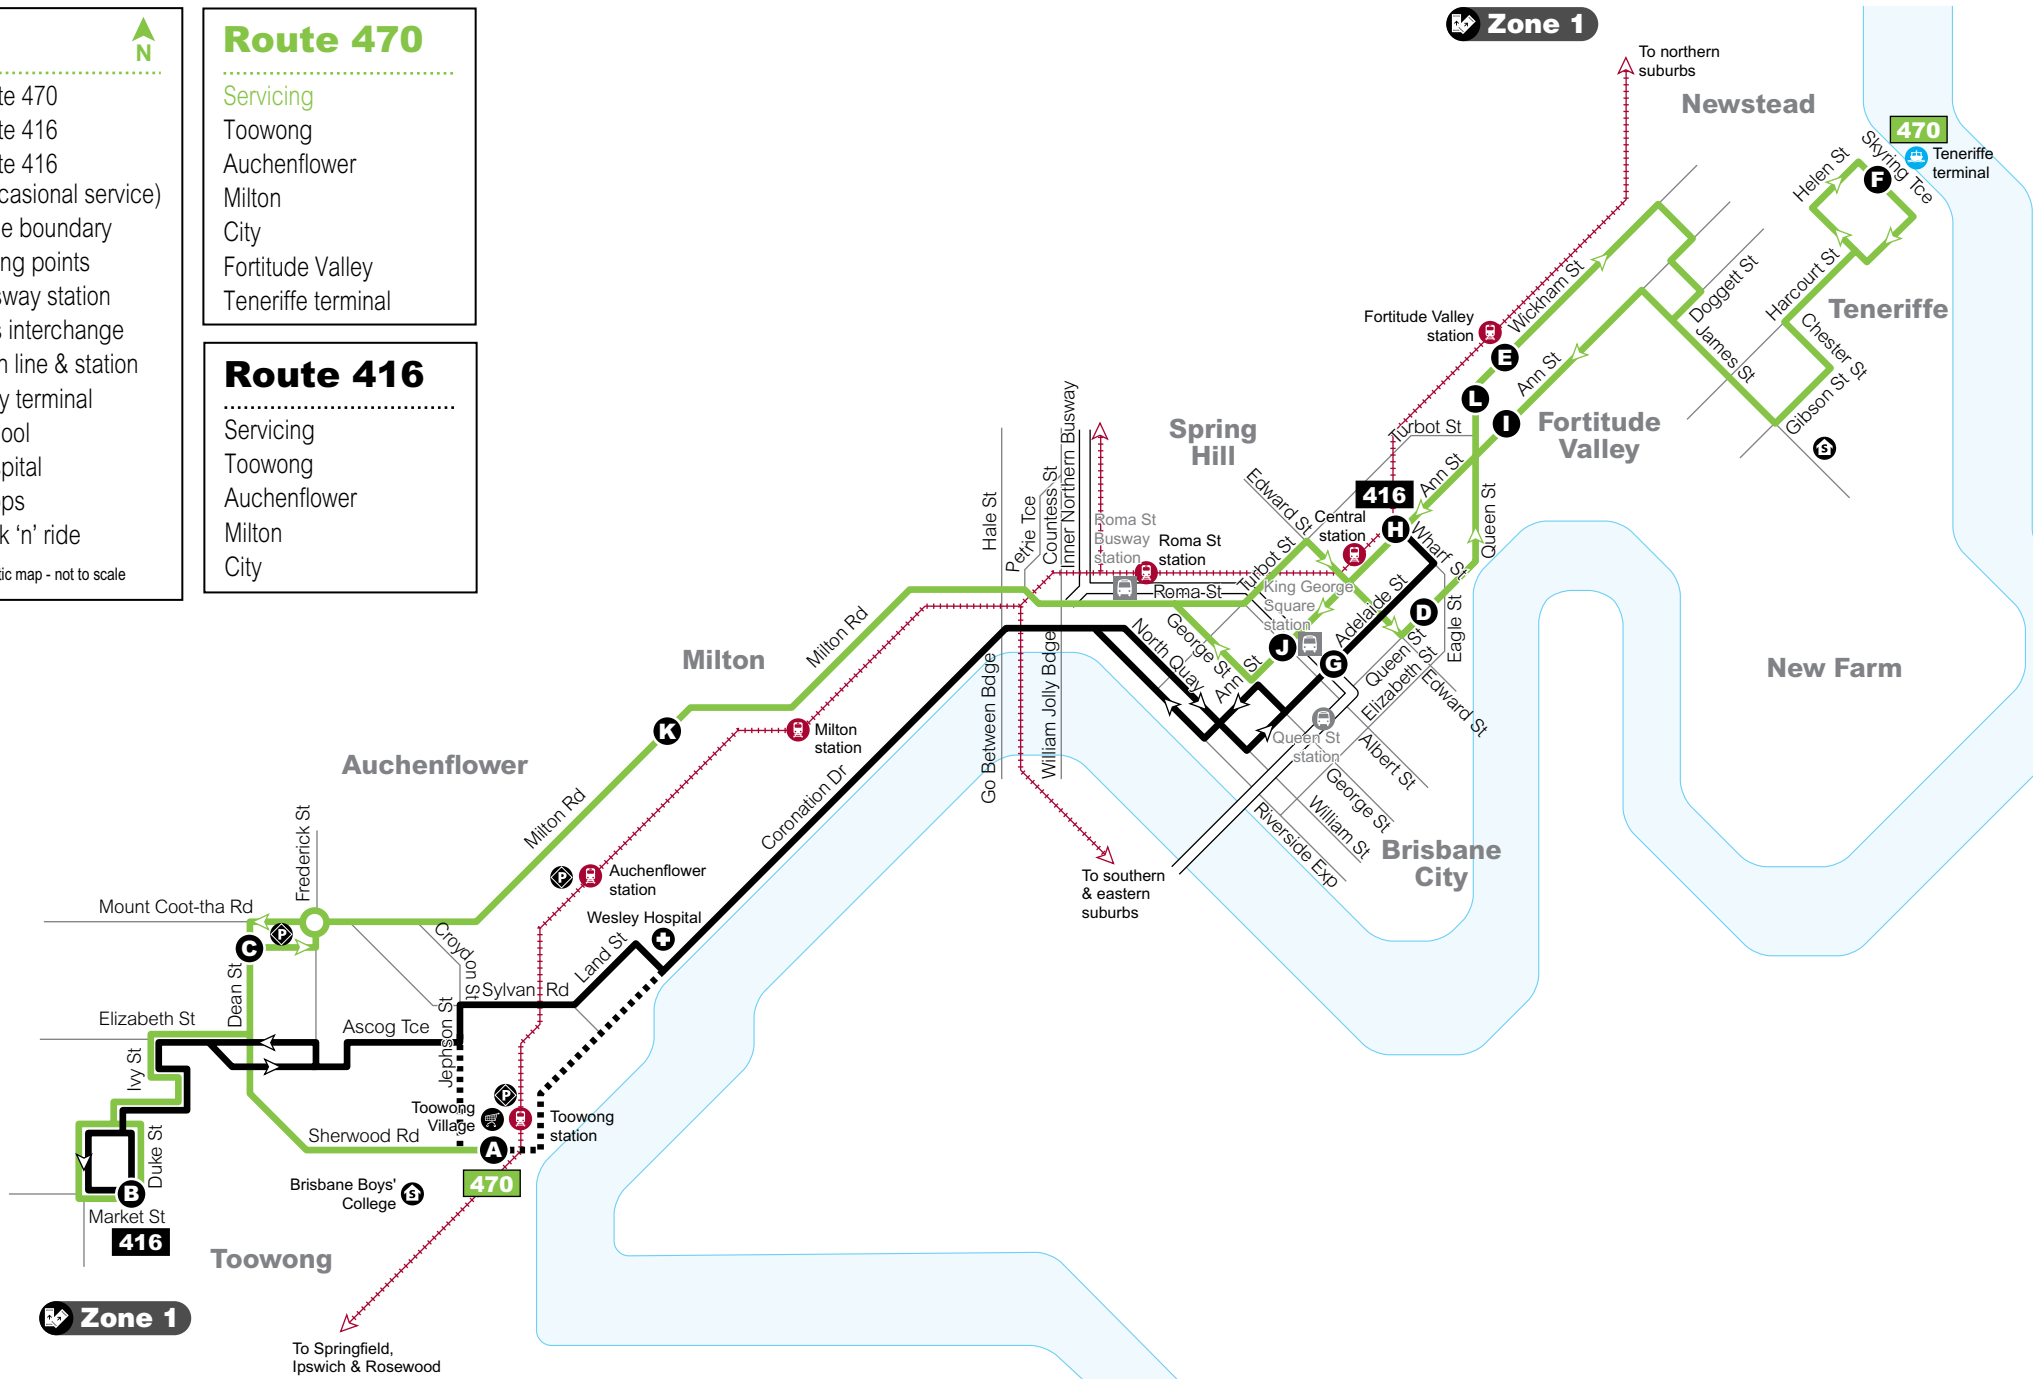 N
te 470
te 416
te 416
casional service)
e boundary
ng points
sway station
s interchange
n line & station
y terminal
ool
spital
ops
k ‘n’ ride
tic map - not to scale
Route 470
Servicing
Toowong
Auchenflower
Milton
City
Fortitude Valley
Teneriffe terminal
Route 416
Servicing
Toowong
Auchenflower
Milton
City
Zone 1
To northern
suburbs
Newstead
470
Teneriffe
terminal
Skyring Tce
Helen St
F
Harcourt St
Teneriffe
Doggett St
James St
Chester St
Gibson St
S
Wickham St
Fortitude Valley
station
E
L
I
Ann St
Fortitude
Valley
Turbot St
Spring
Hill
Edward St
416
Ann St
Central
station
H
Wharf St
Queen St
Hale St
Petrie Tce
Countess St
Inner Northern Busway
Roma St
Busway
station
Roma St
station
Roma St
Turbot St
King George
Square
station
Adelaide St
D
Eagle St
J
G
North Quay
George St
Ann St
Queen St
Elizabeth St
Edward St
New Farm
Queen St
station
Albert St
George St
William St
Riverside Exp
Brisbane
City
Milton Rd
Milton
K
Milton
station
Go Between Bdge
William Jolly Bdge
Coronation Dr
To southern
& eastern
suburbs
Auchenflower
Milton Rd
P
Auchenflower
station
Wesley Hospital
Frederick St
Mount Coot-tha Rd
P
C
Croydon St
Land St
Sylvan Rd
Dean St
Elizabeth St
Ascog Tce
Jephson St
Ivy St
P
Toowong
Village
Toowong
station
Sherwood Rd
A
470
Duke St
Brisbane Boys'
College
S
B
Market St
416
Toowong
Zone 1
To Springfield,
Ipswich & Rosewood